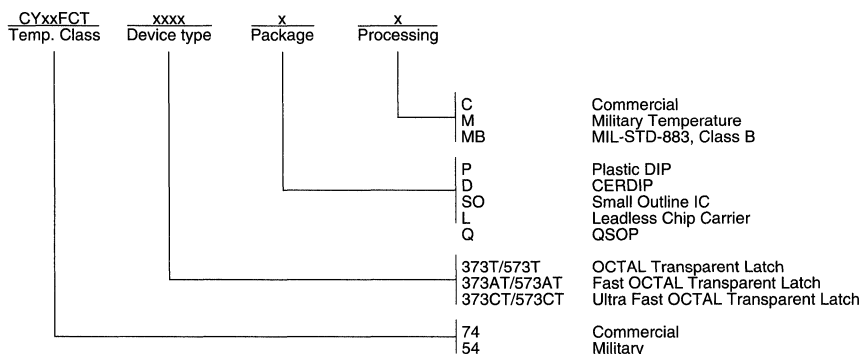 CYxxFCT xxxx x x
Temp. Class Device type Package Processing
C Commercial
M Military Temperature
MB MIL-STD-883, Class B
P Plastic DIP
D CERDIP
SO Small Outline IC
L Leadless Chip Carrier
Q QSOP
373T/573T OCTAL Transparent Latch
373AT/573AT Fast OCTAL Transparent Latch
373CT/573CT Ultra Fast OCTAL Transparent Latch
74 Commercial
54 Military